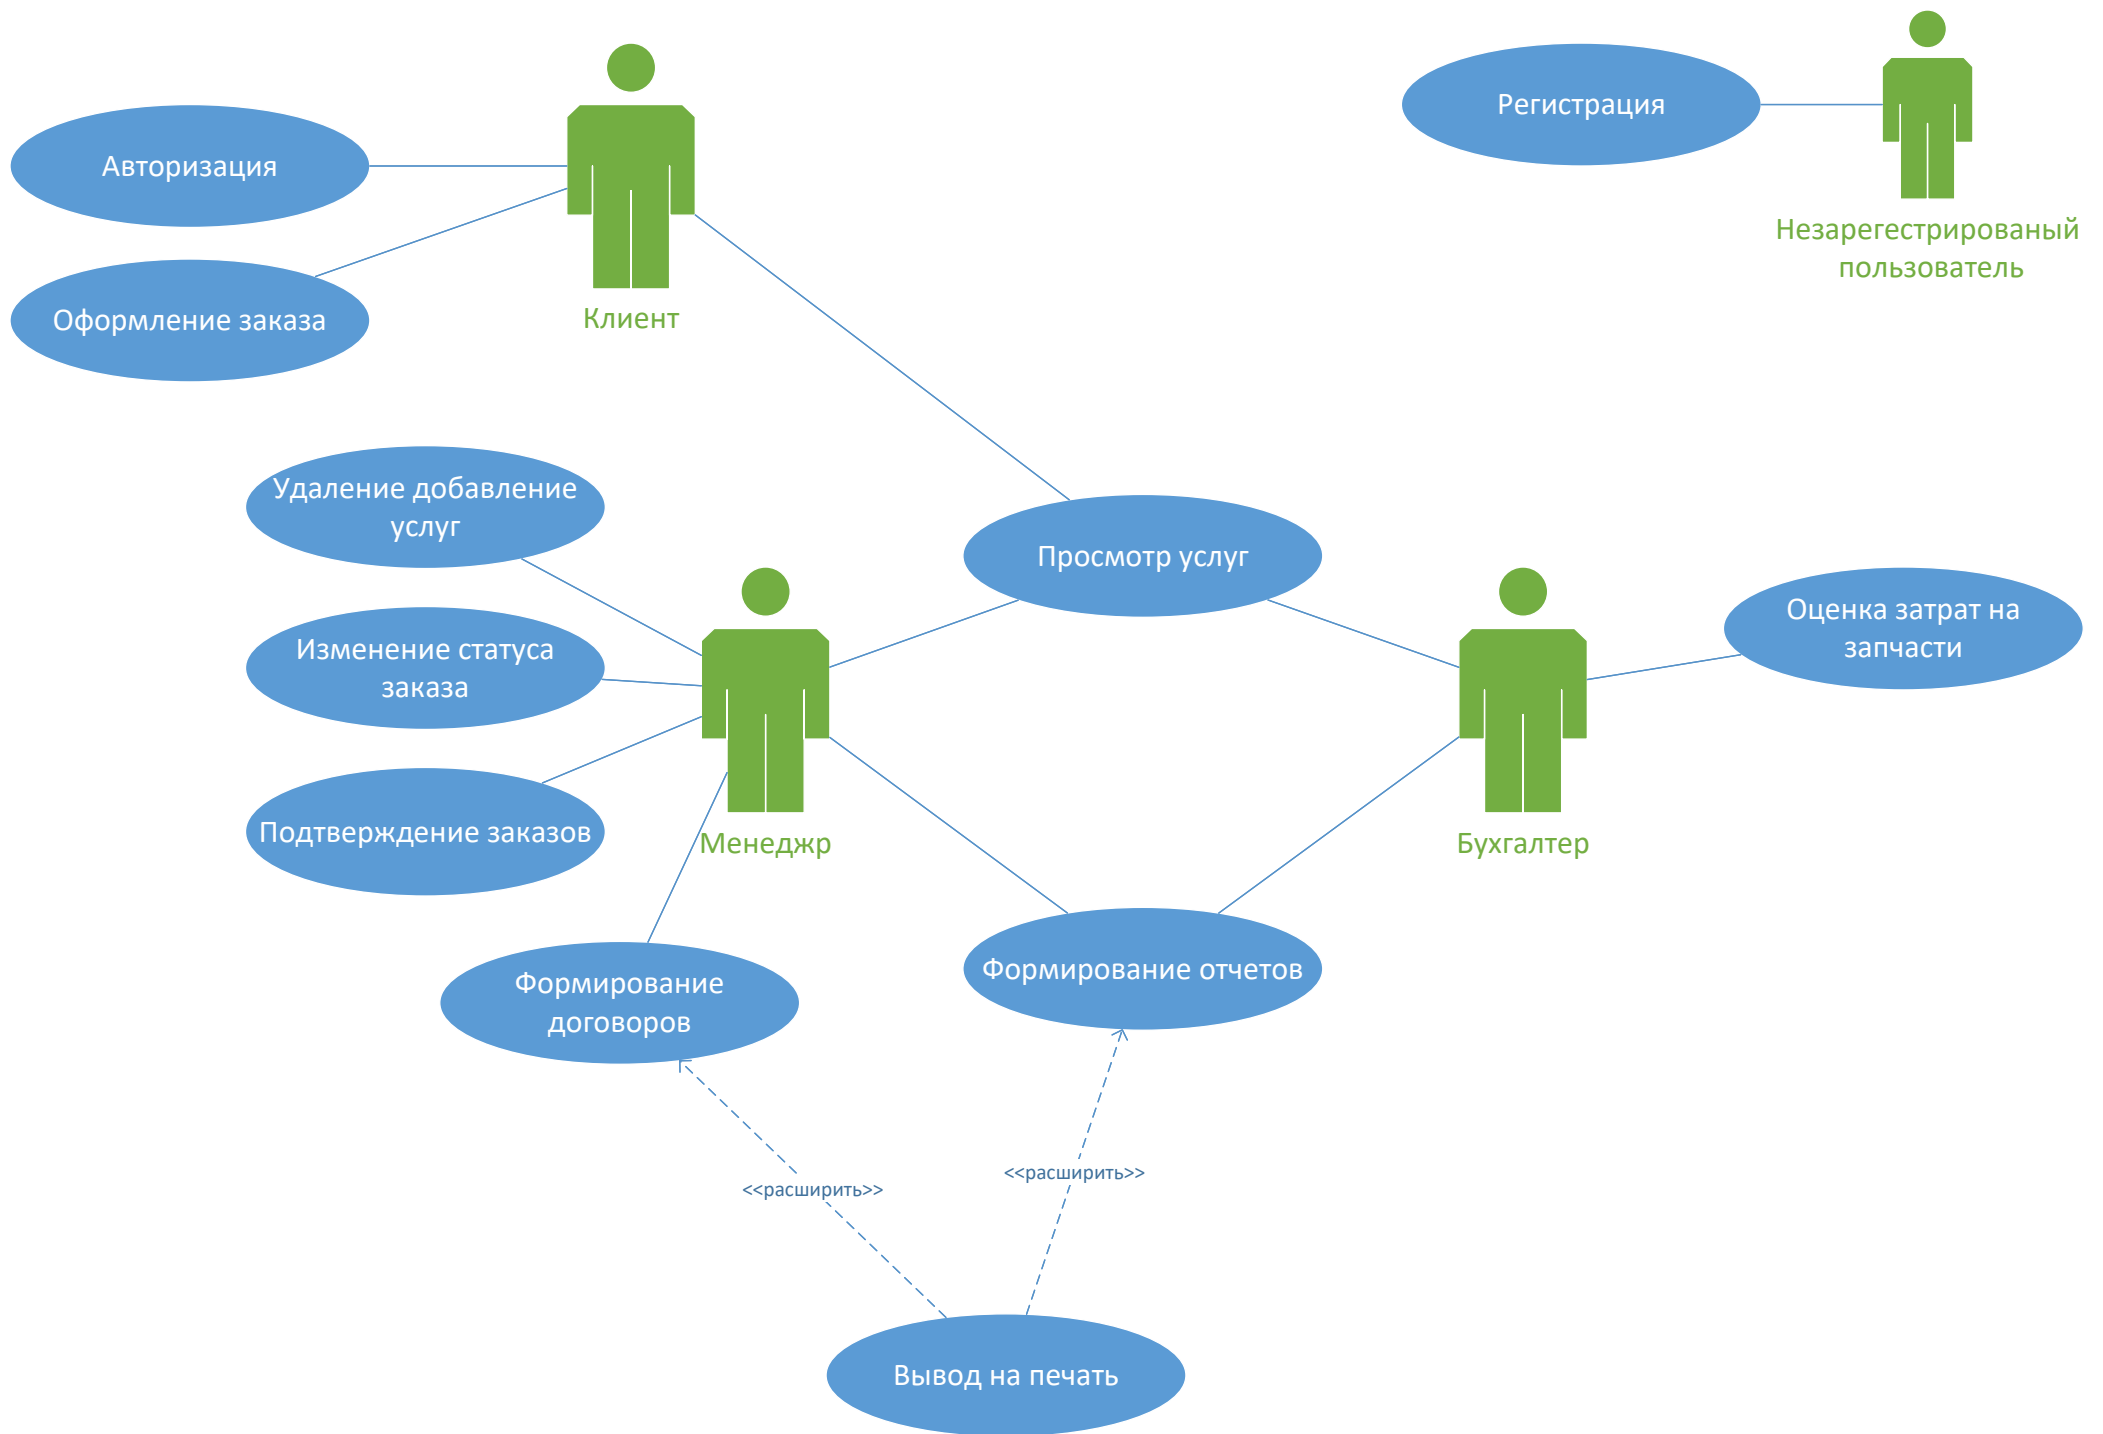 Регистрация
Авторизация
Незарегестрированый
пользователь
Оформление заказа
Клиент
Удаление добавление
услуг
Просмотр услуг
Изменение статуса
заказа
Оценка затрат на
запчасти
Подтверждение заказов
Менеджр
Бухгалтер
Формирование
договоров
Формирование отчетов
<<расширить>>
<<расширить>>
Вывод на печать